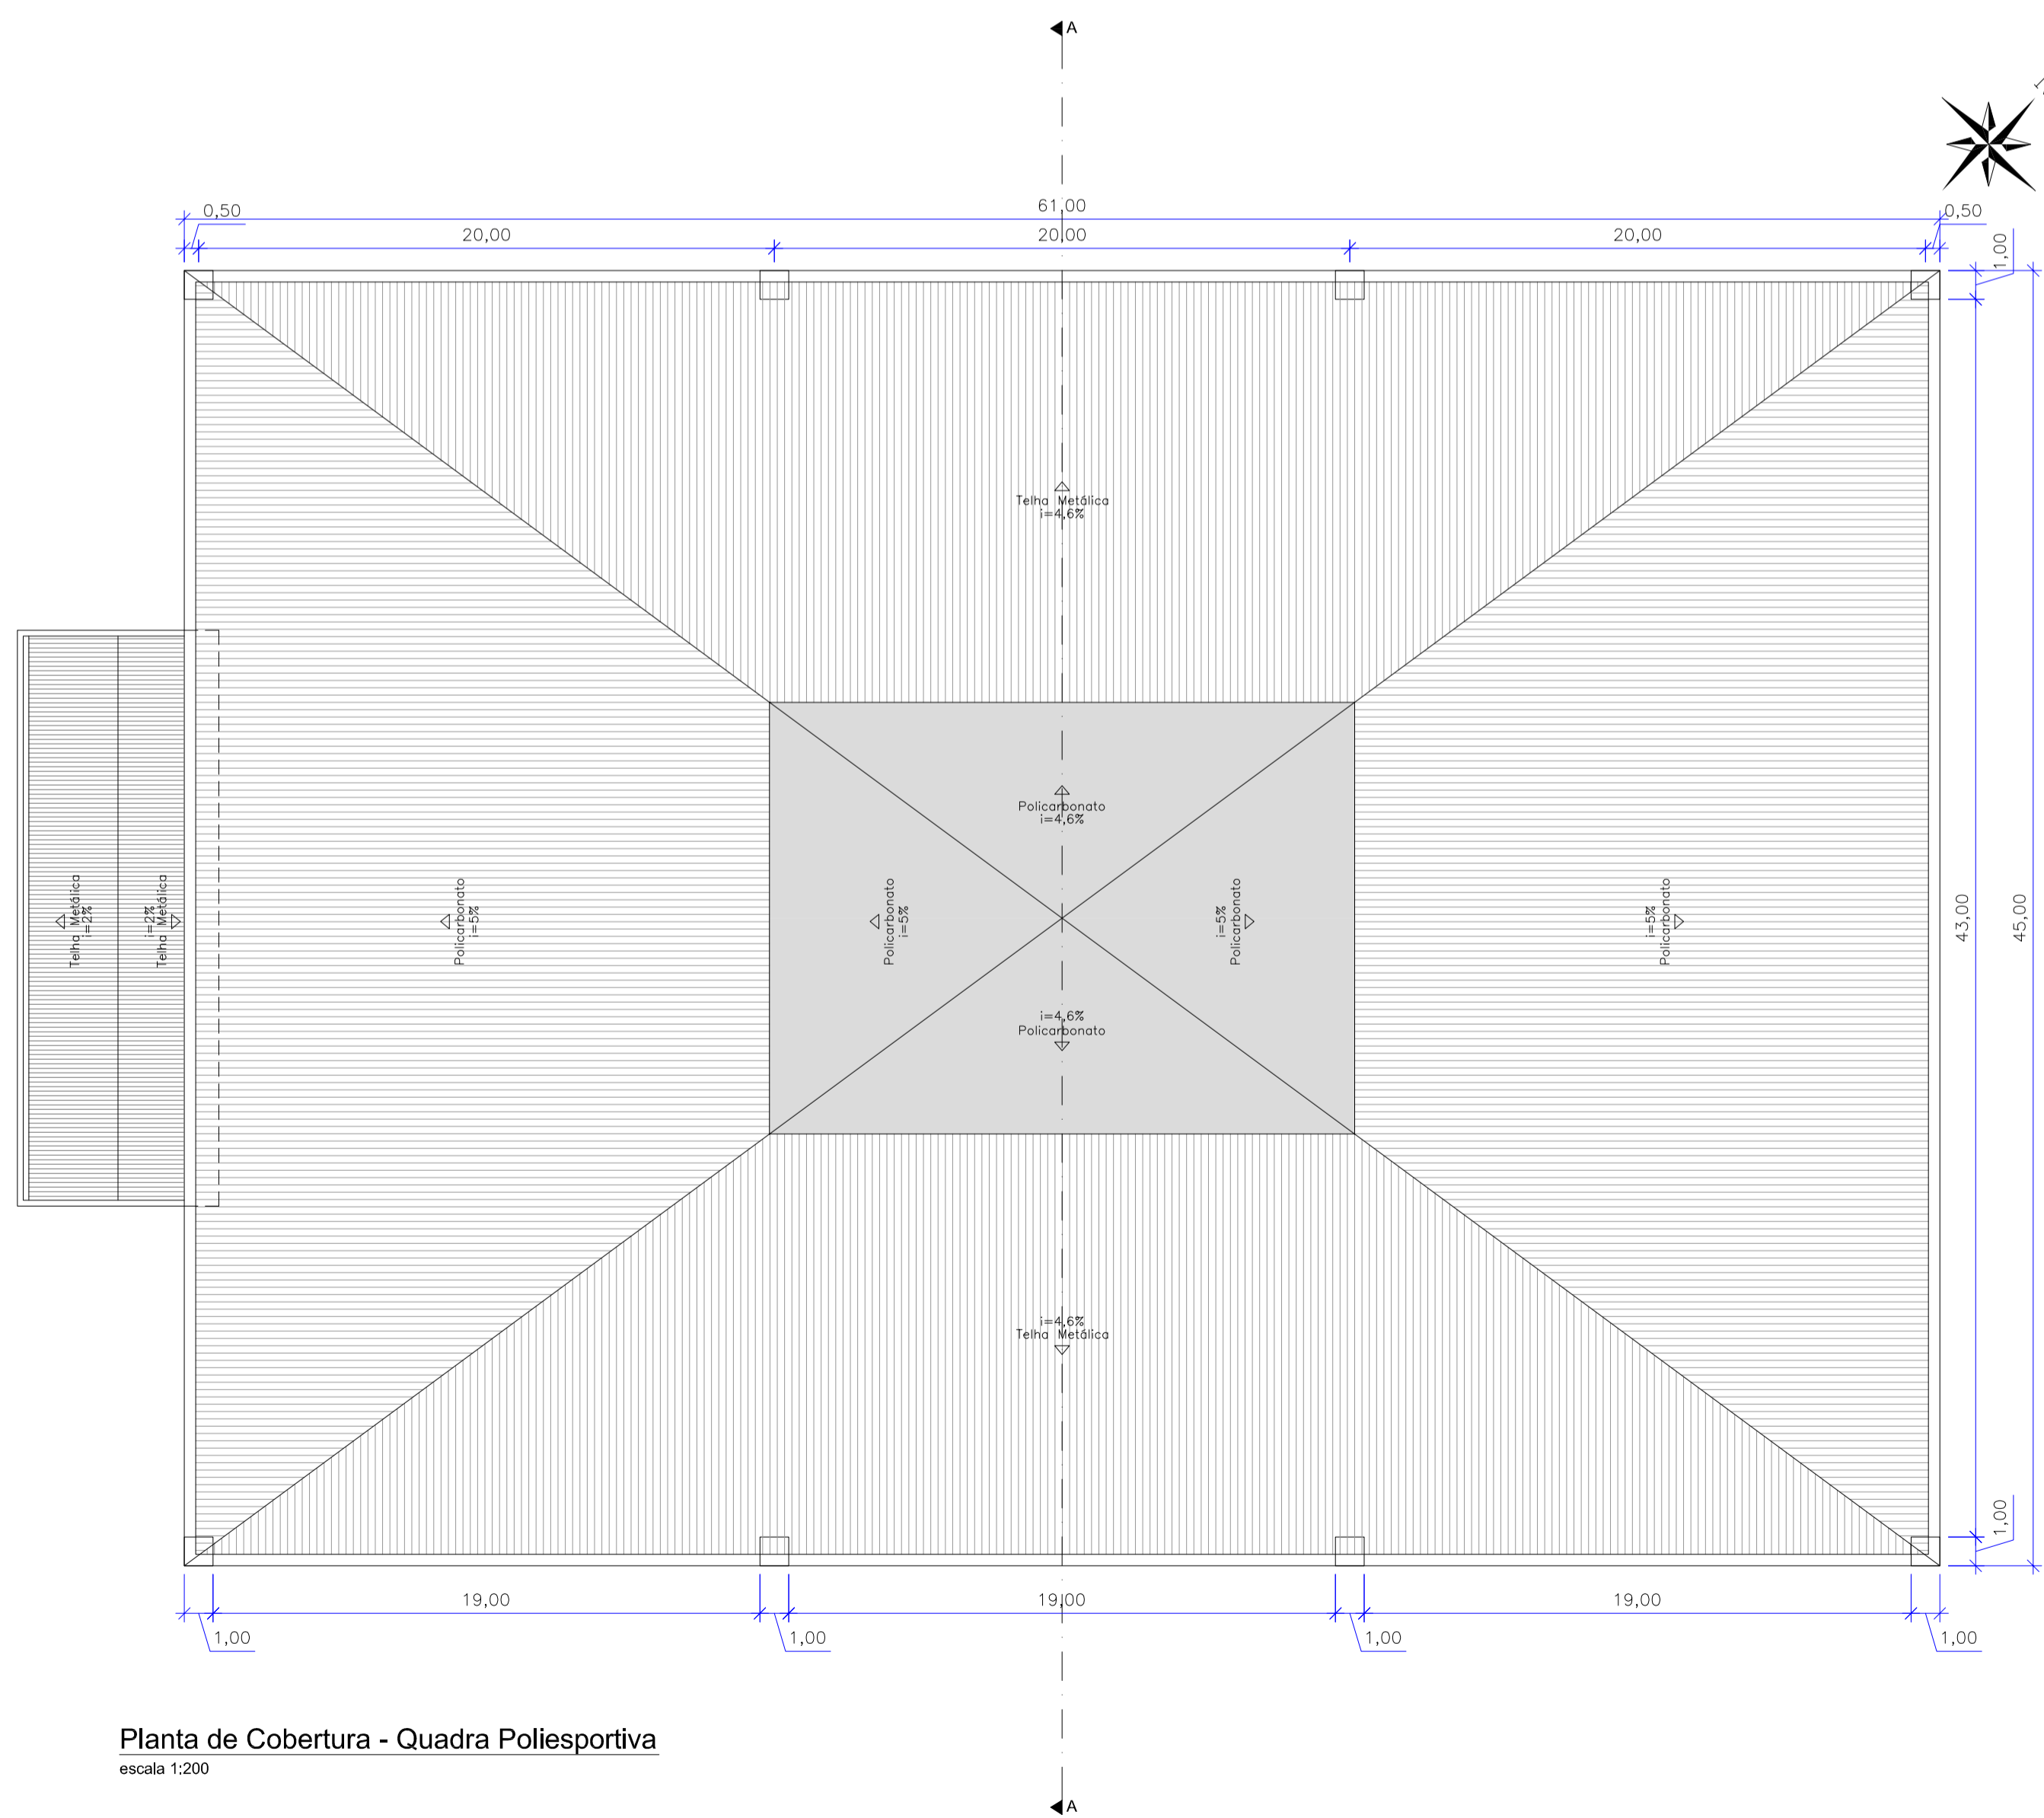 A
0,50
61,00
0,50
20,00
20,00
20,00
1,00
Telha Metálica
i=4,6%
Policarbonato
i=4,6%
Telha Metálica
i=2%
i=2%
Telha Metálica
Policarbonato
i=5%
Policarbonato
i=5%
i=5%
Policarbonato
i=5%
Policarbonato
43,00
45,00
i=4,6%
Policarbonato
i=4,6%
Telha Metálica
1,00
19,00
19,00
19,00
1,00
1,00
1,00
1,00
Planta de Cobertura - Quadra Poliesportiva
escala 1:200
A